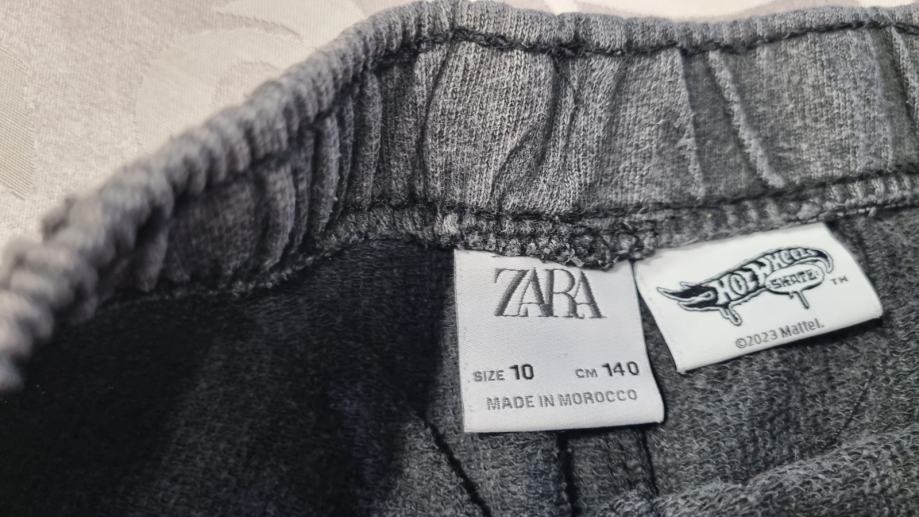 ZARA
SIZE 10 CM 140
MADE IN MOROCCO
HOT WHEELS
SKATE
TM
©2023 Mattel.